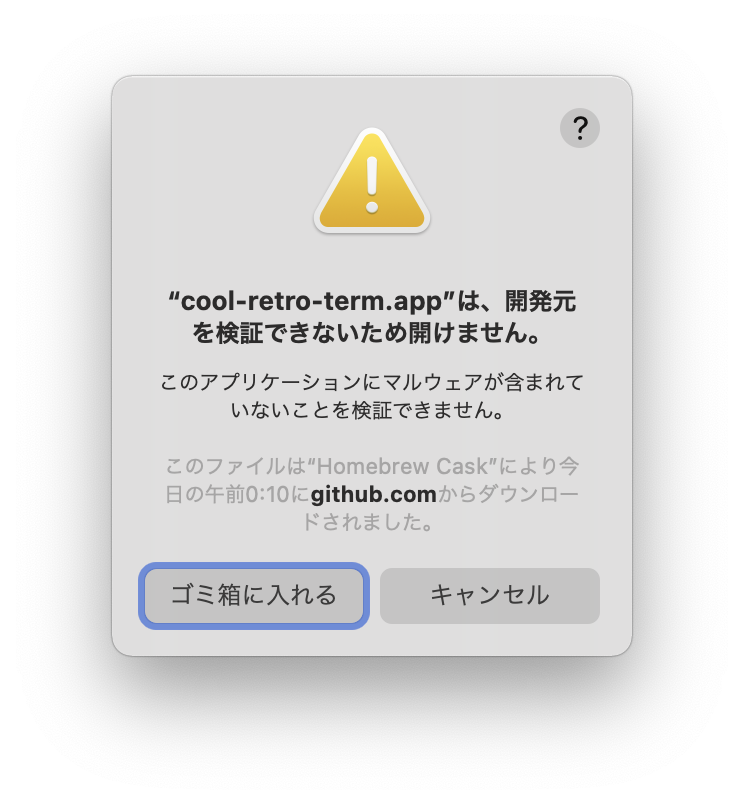 ?
“cool-retro-term.app”は、開発元
を検証できないため開けません。
このアプリケーションにマルウェアが含まれて
いないことを検証できません。
このファイルは“Homebrew Cask”により今
日の午前0:10にgithub.comからダウンロー
ドされました。
ゴミ箱に入れる
キャンセル